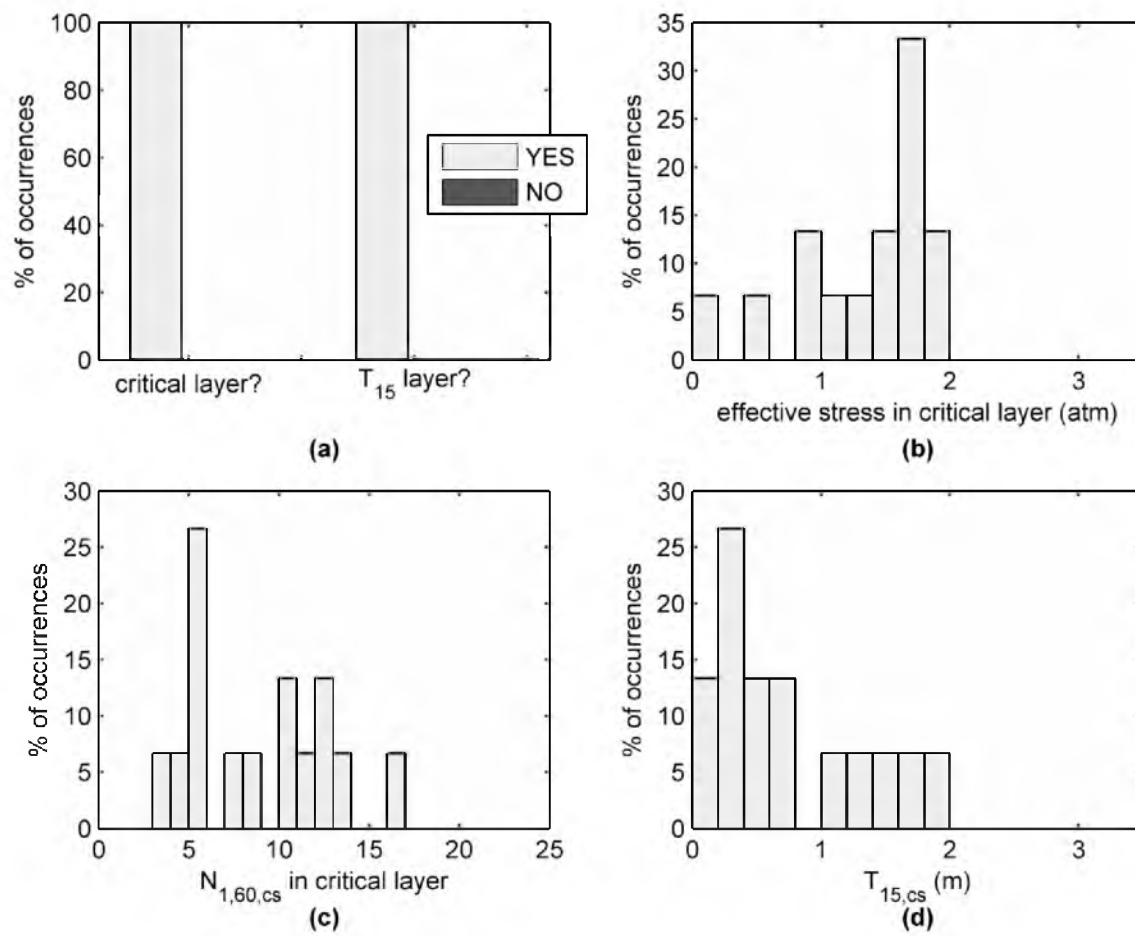 % of occurrences
100
80
60
40
20
0
critical layer?
T15 layer?
YES
NO
(a)
% of occurrences
35
30
25
20
15
10
5
0
0 1 2 3
effective stress in critical layer (atm)
(b)
% of occurrences
30
25
20
15
10
5
0
0 5 10 15 20 25
N1,60,cs in critical layer
(c)
% of occurrences
30
25
20
15
10
5
0
0 1 2 3
T15,cs (m)
(d)